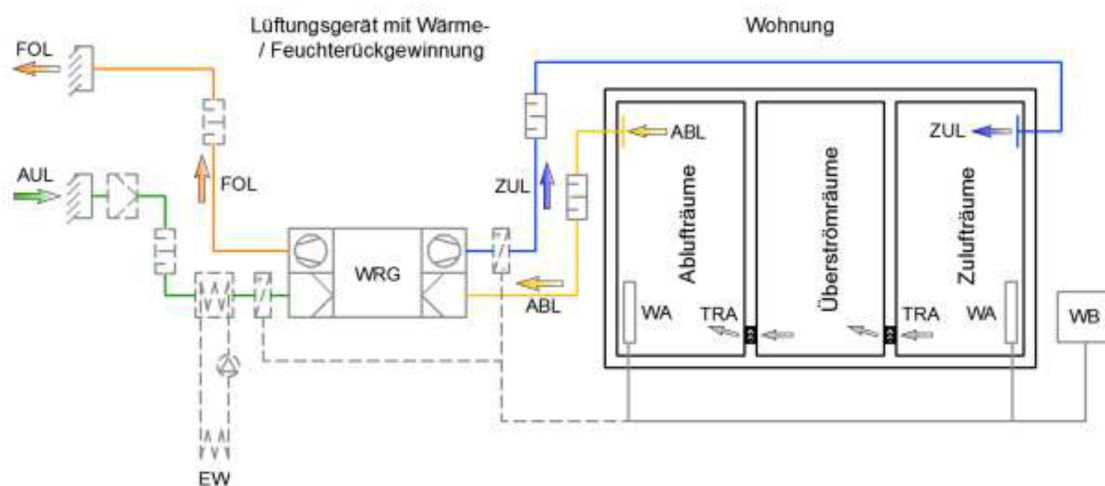 Lüftungsgerät mit Wärme-
/ Feuchterückgewinnung
Wohnung
FOL
AUL
FOL
ZUL
WRG
ABL
ABL
ZUL
Ablufträume
Überströmräume
Zulufträume
WA
TRA
TRA
WA
WB
EW